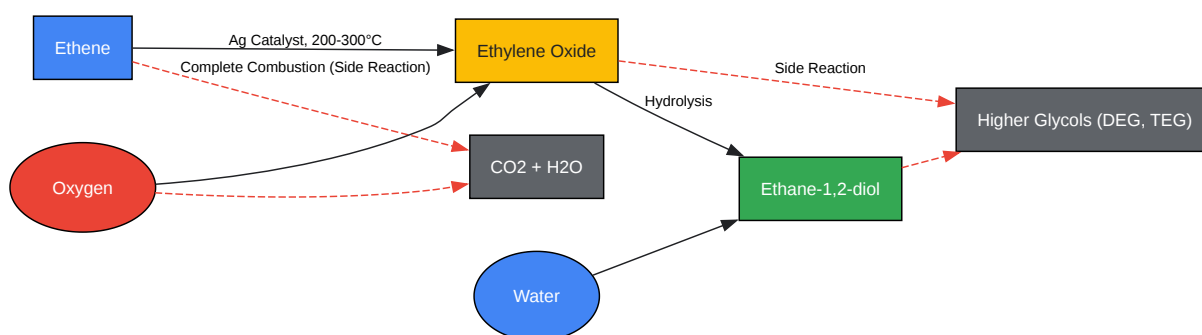 Ethene
Ag Catalyst, 200-300°C
Ethylene Oxide
Complete Combustion (Side Reaction)
Side Reaction
Hydrolysis
Higher Glycols (DEG, TEG)
CO2 + H2O
Oxygen
Ethane-1,2-diol
Water